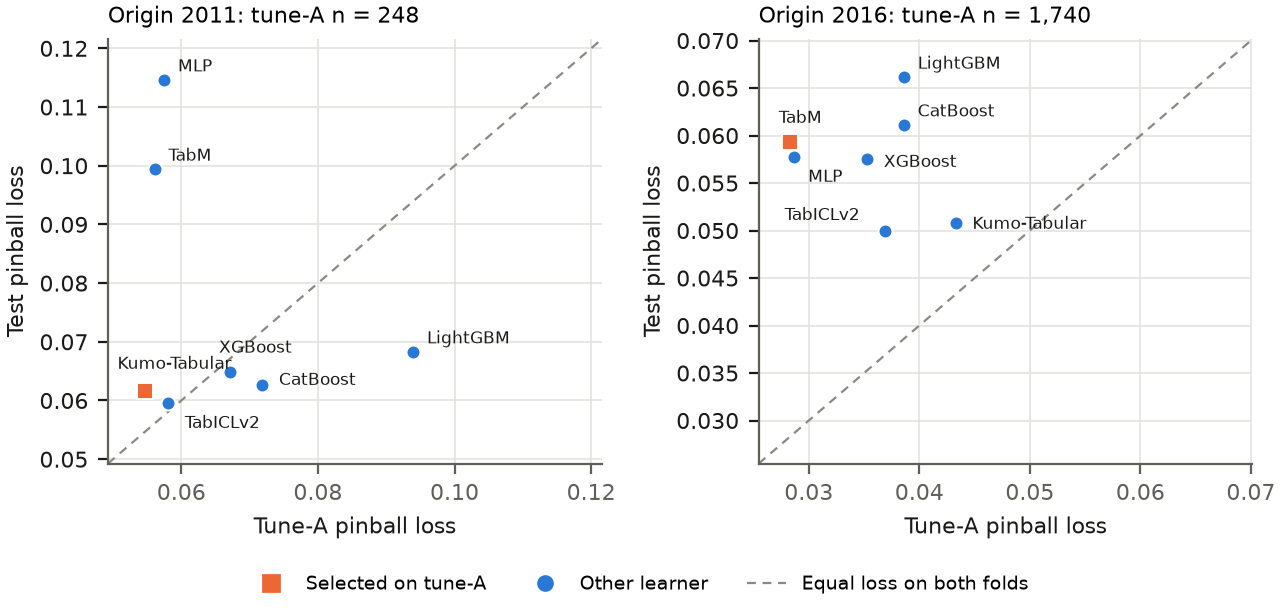 Origin 2011: tune-A n = 248
Test pinball loss
0.12
0.11
0.10
0.09
0.08
0.07
0.06
0.05
MLP
TabM
LightGBM
XGBoost
Kumo-Tabular
CatBoost
TabICLv2
0.06 0.08 0.10 0.12
Tune-A pinball loss
Origin 2016: tune-A n = 1,740
Test pinball loss
0.070
0.065
0.060
0.055
0.050
0.045
0.040
0.035
0.030
LightGBM
CatBoost
TabM
XGBoost
MLP
TabICLv2
Kumo-Tabular
0.03 0.04 0.05 0.06 0.07
Tune-A pinball loss
Selected on tune-A
Other learner
Equal loss on both folds